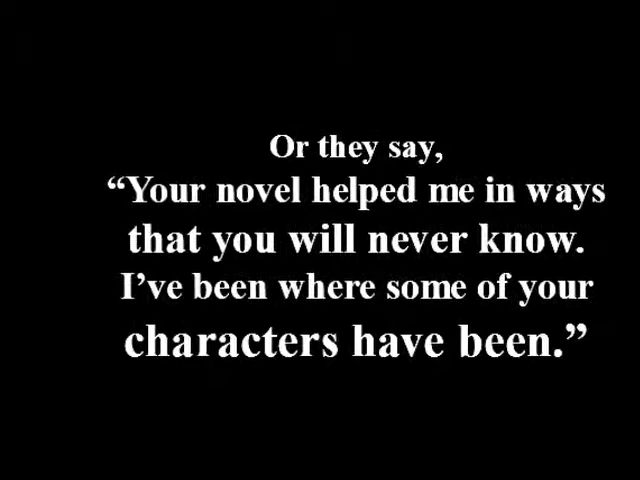 Or they say,
“Your novel helped me in ways
that you will never know.
I’ve been where some of your
characters have been.”